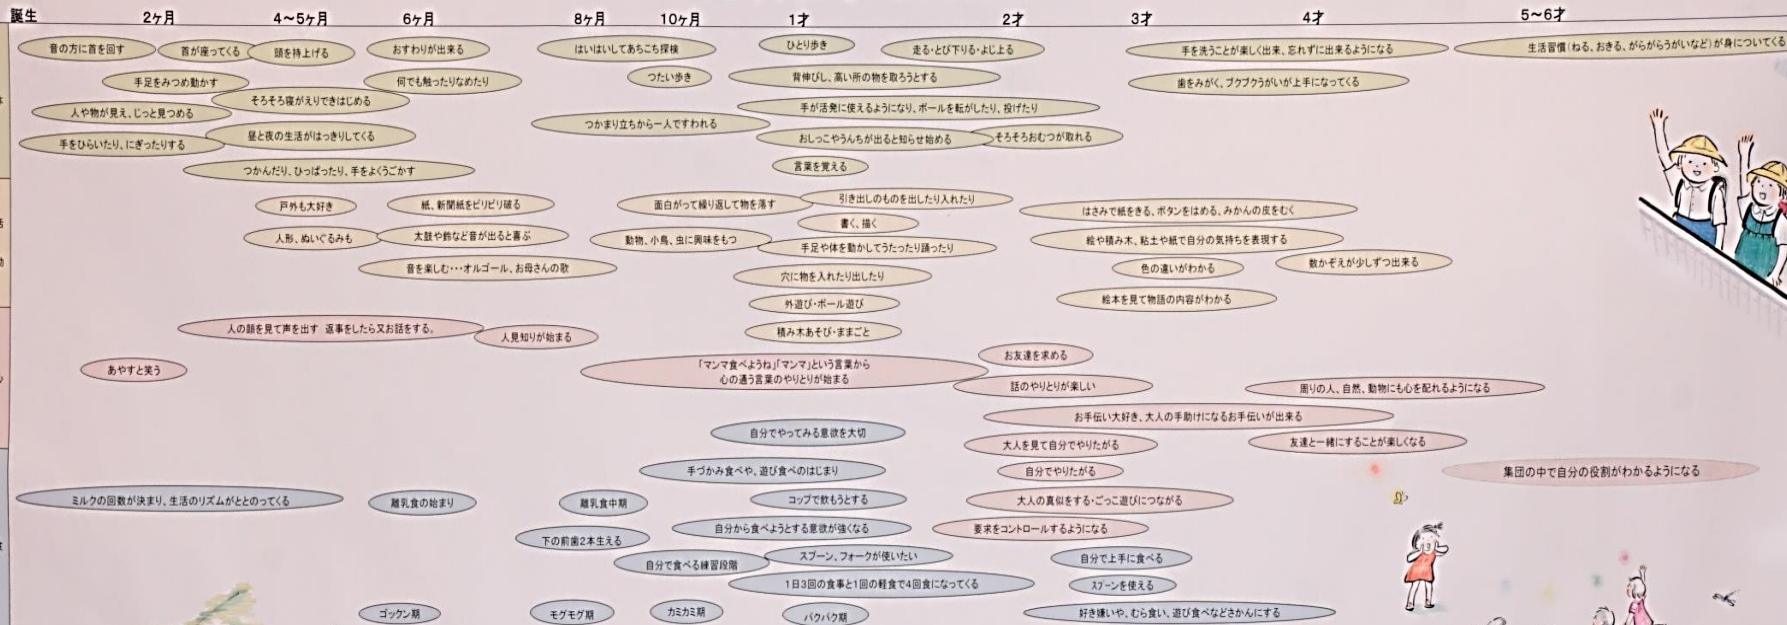 誕生
2ヶ月
4～5ヶ月
6ヶ月
8ヶ月
10ヶ月
1才
2才
3才
4才
5～6才
音の方に首を回す
首が座ってくる
頭を持上げる
おすわりが出来る
はいはいしてあちこち探検
ひとり歩き
走る・とび下りる・よじ上る
手を洗うことが楽しく出来、忘れずに出来るようになる
生活習慣(ねる、おきる、がらがらうがいなど)が身についてくる
手足をみつめ動かす
何でも触ったりなめたり
つたい歩き
背伸びし、高い所の物を取ろうとする
歯をみがく、ブクブクうがいが上手になってくる
人や物が見え、じっと見つめる
そろそろ寝がえりできはじめる
手が活発に使えるようになり、ボールを転がしたり、投げたり
手をひらいたり、にぎったりする
昼と夜の生活がはっきりしてくる
つかまり立ちから一人ですわれる
おしっこやうんちが出ると知らせ始める
そろそろおむつが取れる
つかんだり、ひっぱったり、手をよくうごかす
言葉を覚える
戸外も大好き
紙、新聞紙をビリビリ破る
面白がって繰り返して物を落す
引き出しのものを出したり入れたり
はさみで紙をきる、ボタンをはめる、みかんの皮をむく
書く、描く
人形、ぬいぐるみも
太鼓や鈴など音が出ると喜ぶ
動物、小鳥、虫に興味をもつ
手足や体を動かしてうたったり踊ったり
絵や積み木、粘土や紙で自分の気持ちを表現する
音を楽しむ・・・オルゴール、お母さんの歌
穴に物を入れたり出したり
色の違いがわかる
数かぞえが少しずつ出来る
外遊び・ボール遊び
絵本を見て物語の内容がわかる
積み木あそび・ままごと
人の顔を見て声を出す 返事をしたら又お話をする。
人見知りが始まる
あやすと笑う
「マンマ食べようね」「マンマ」という言葉から
心の通う言葉のやりとりが始まる
お友達を求める
話のやりとりが楽しい
周りの人、自然、動物にも心を配れるようになる
お手伝い大好き、大人の手助けになるお手伝いが出来る
自分でやってみる意欲を大切
大人を見て自分でやりたがる
友達と一緒にすることが楽しくなる
手づかみ食べや、遊び食べのはじまり
自分でやりたがる
集団の中で自分の役割がわかるようになる
ミルクの回数が決まり、生活のリズムがととのってくる
離乳食の始まり
離乳食中期
コップで飲もうとする
大人の真似をする・ごっこ遊びにつながる
下の前歯2本生える
自分から食べようとする意欲が強くなる
要求をコントロールするようになる
自分で食べる練習段階
スプーン、フォークが使いたい
自分で上手に食べる
1日3回の食事と1回の軽食で4回食になってくる
スプーンを使える
ゴックン期
モグモグ期
カミカミ期
パクパク期
好き嫌いや、むら食い、遊び食べなどさかんにする